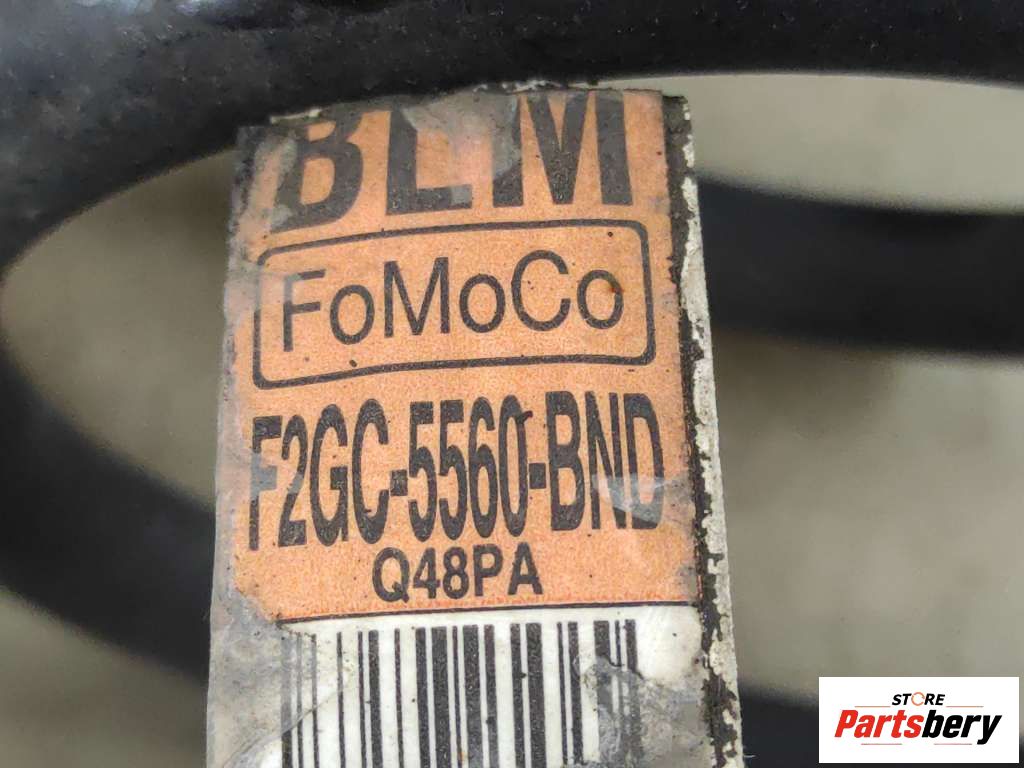 BLM
FoMoCo
F2GC-5560-BND
Q48PA
STORE
Partsbery